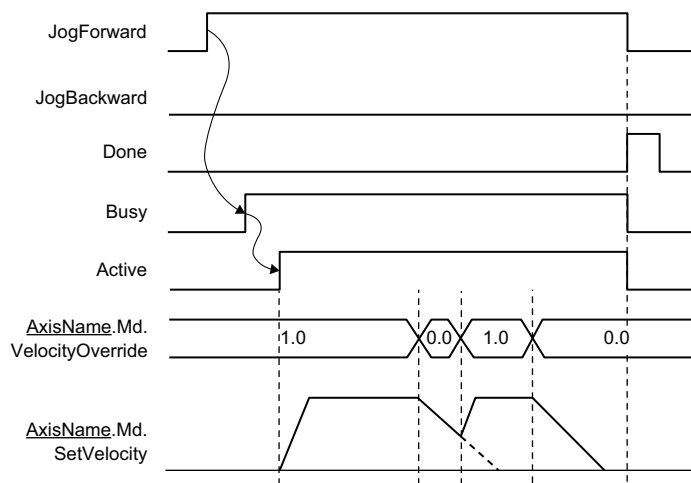 JogForward
JogBackward
Done
Busy
Active
AxisName.Md.
VelocityOverride
1.0 0.0 1.0 0.0
AxisName.Md.
SetVelocity